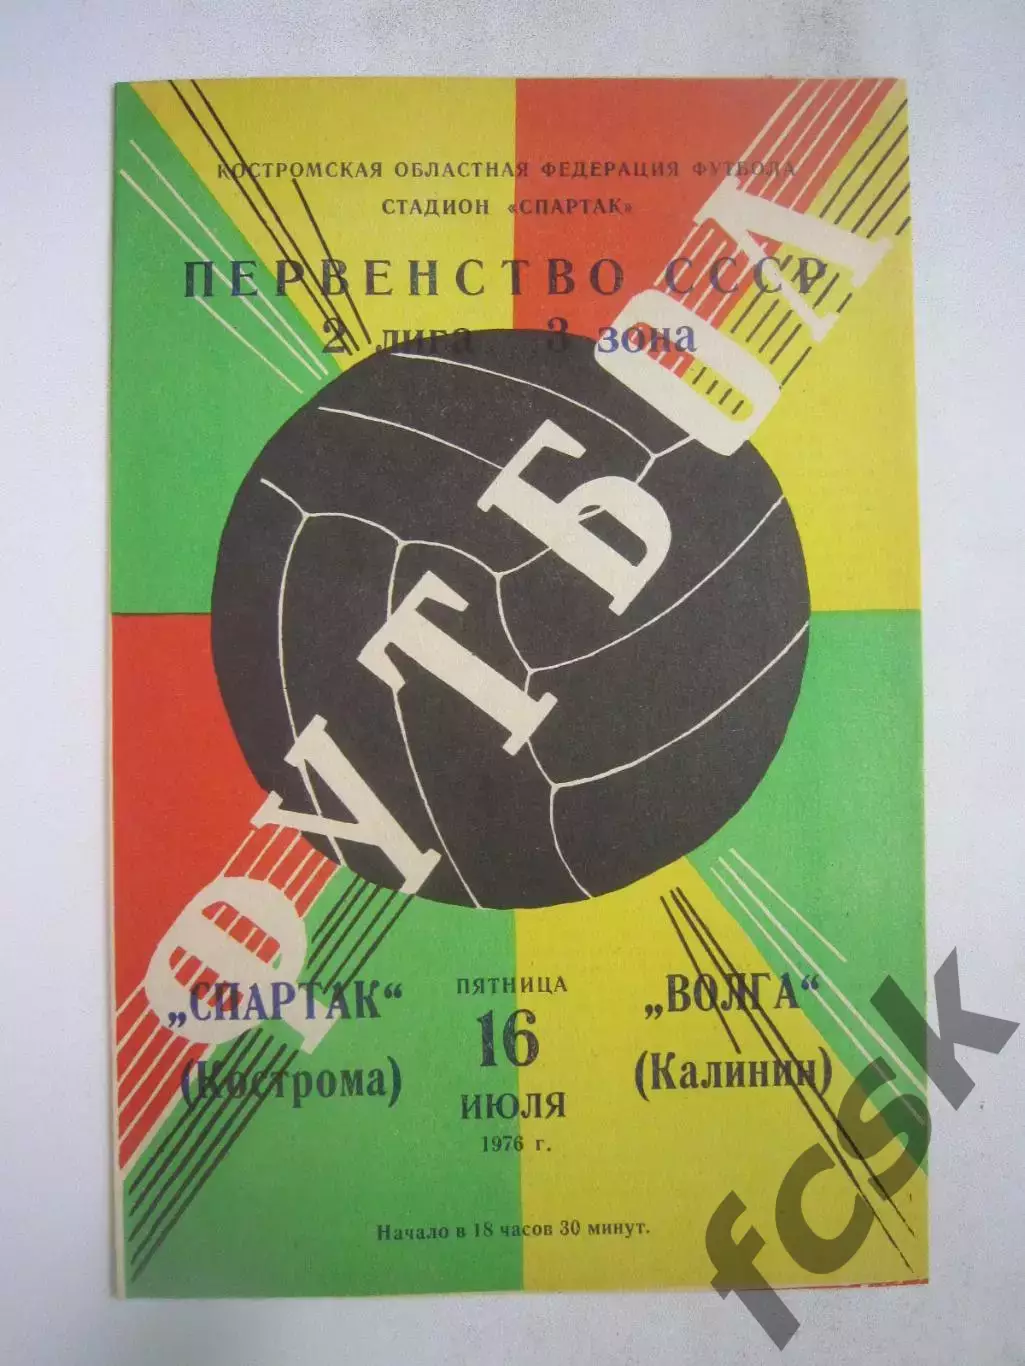 КОСТРОМСКАЯ ОБЛАСТНАЯ ФЕДЕРАЦИЯ ФУТБОЛА
СТАДИОН «СПАРТАК»
ПЕРВЕНСТВО СССР
2 лига 3 зона
ФУТБОЛ
„СПАРТАК“
(Кострома)
ПЯТНИЦА
16
ИЮЛЯ
1976 г.
„ВОЛГА“
(Калинин)
Начало в 18 часов 30 минут.
fcsk